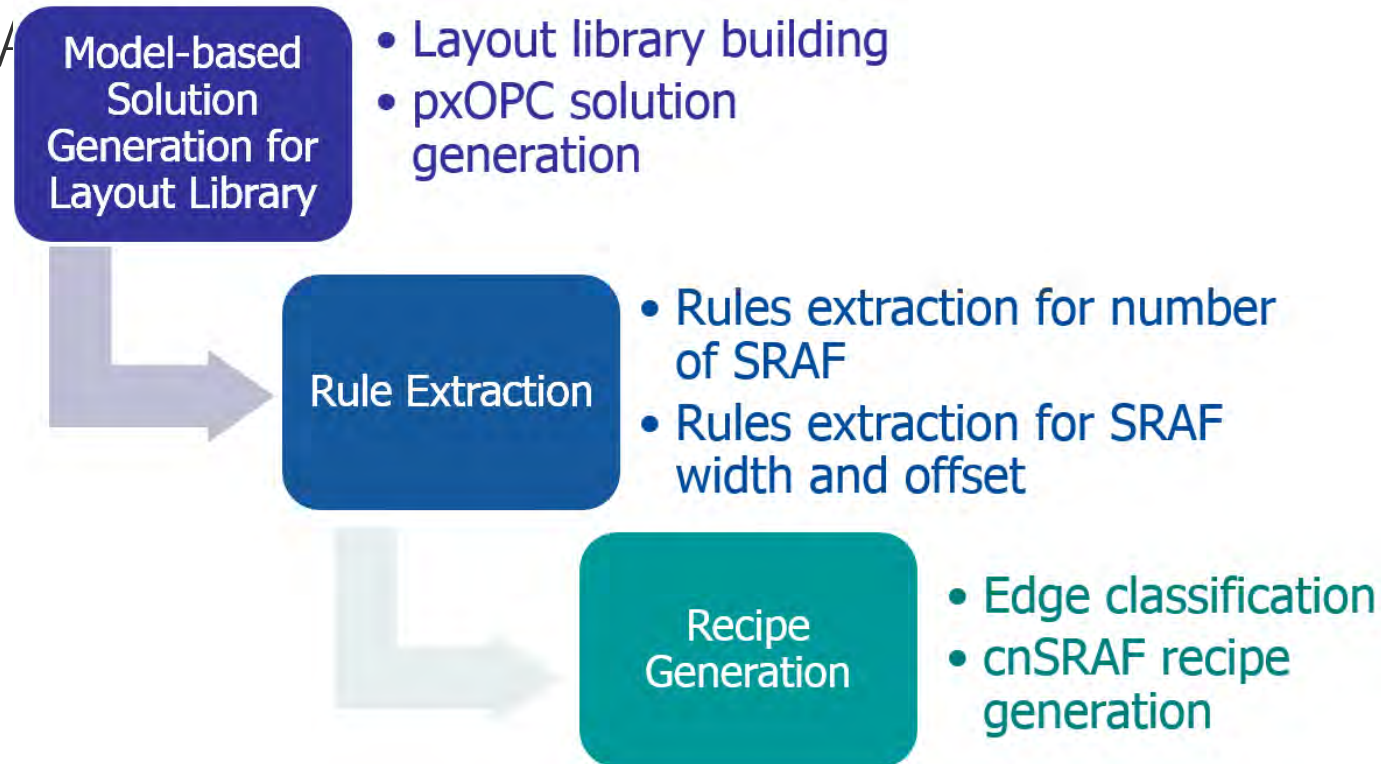 Model-based
Solution
Generation for
Layout Library
• Layout library building
• pxOPC solution
generation
Rule Extraction
• Rules extraction for number
of SRAF
• Rules extraction for SRAF
width and offset
Recipe
Generation
• Edge classification
• cnSRAF recipe
generation